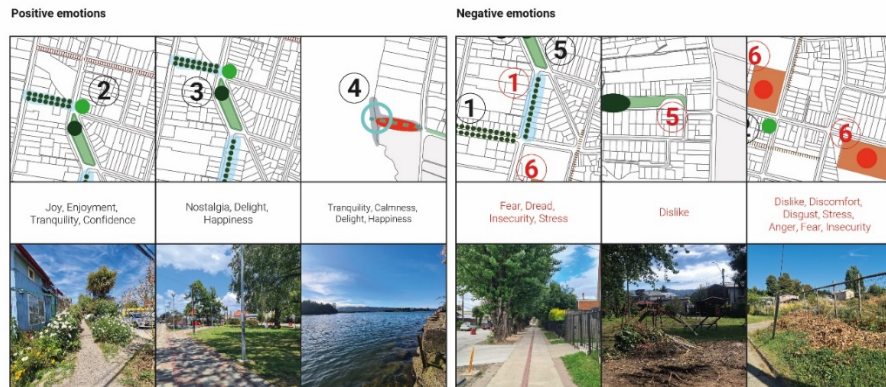 Positive emotions
Negative emotions
2
3
4
1
5
1
6
5
6
6
Joy, Enjoyment,
Tranquility, Confidence
Nostalgia, Delight,
Happiness
Tranquility, Calmness,
Delight, Happiness
Fear, Dread,
Insecurity, Stress
Dislike
Dislike, Discomfort,
Disgust, Stress,
Anger, Fear, Insecurity